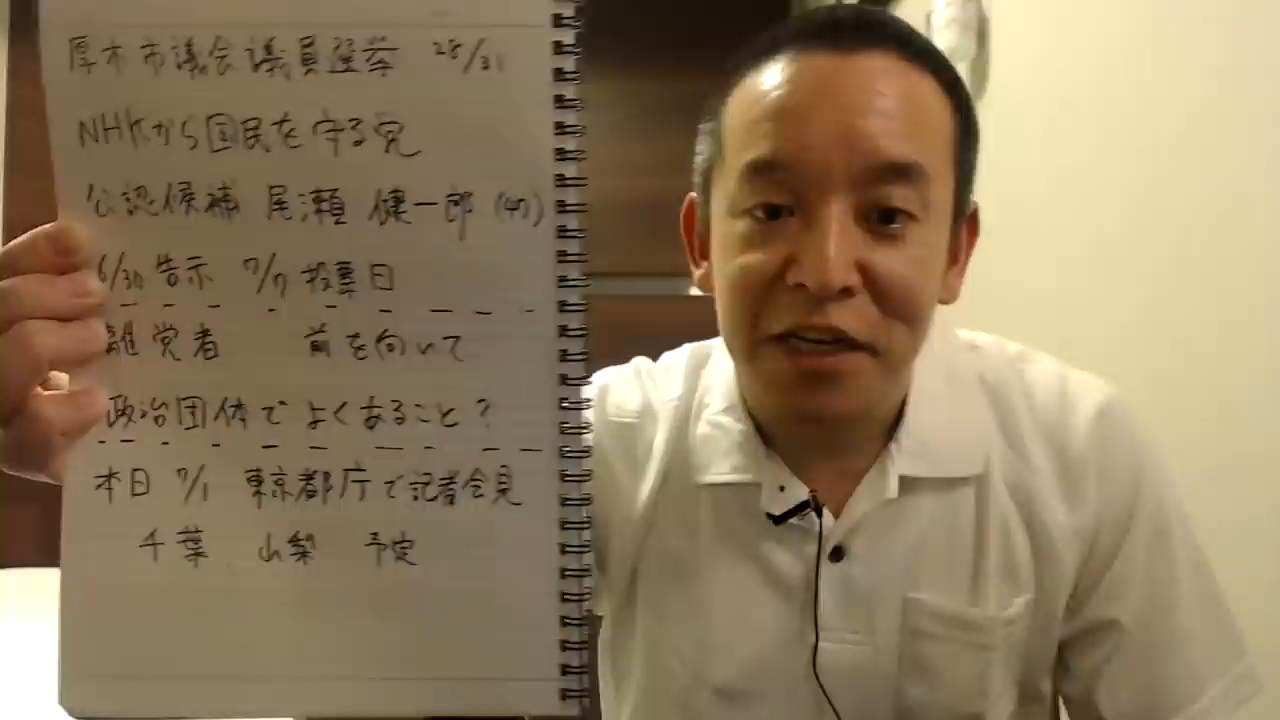 厚木市議会議員選挙 28/31
NHKから国民を守る党
公認候補 尾瀬 健一郎 (47)
6/30 告示 7/7 投票日
離党者 前を向いて
政治団体でよくあること?
本日 7/1 東京都庁で記者会見
千葉 山梨 予定